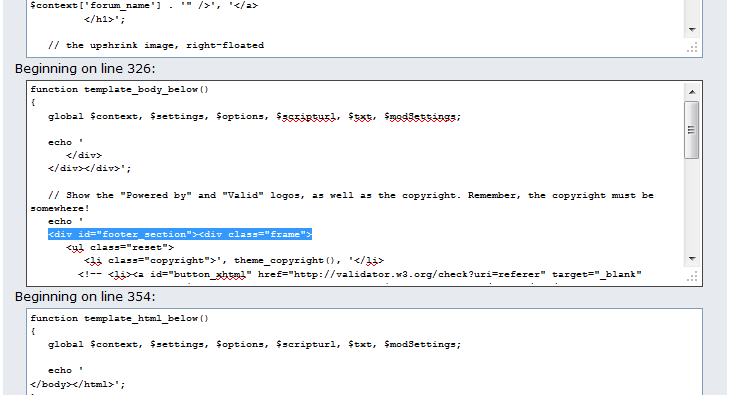 $context['forum_name'] . '" />', '</a>
</h1>';
// the upshrink image, right-floated
Beginning on line 326:
function template_body_below()
{
global $context, $settings, $options, $scripturl, $txt, $modSettings;
echo '
</div>
</div></div>';
// Show the "Powered by" and "Valid" logos, as well as the copyright. Remember, the copyright must be
somewhere!
echo '
<div id="footer_section"><div class="frame">
<ul class="reset">
<li class="copyright">', theme_copyright(), '</li>
<!-- <li><a id="button_xhtml" href="http://validator.w3.org/check?uri=referer" target="_blank"
Beginning on line 354:
function template_html_below()
{
global $context, $settings, $options, $scripturl, $txt, $modSettings;
echo '
</body></html>';